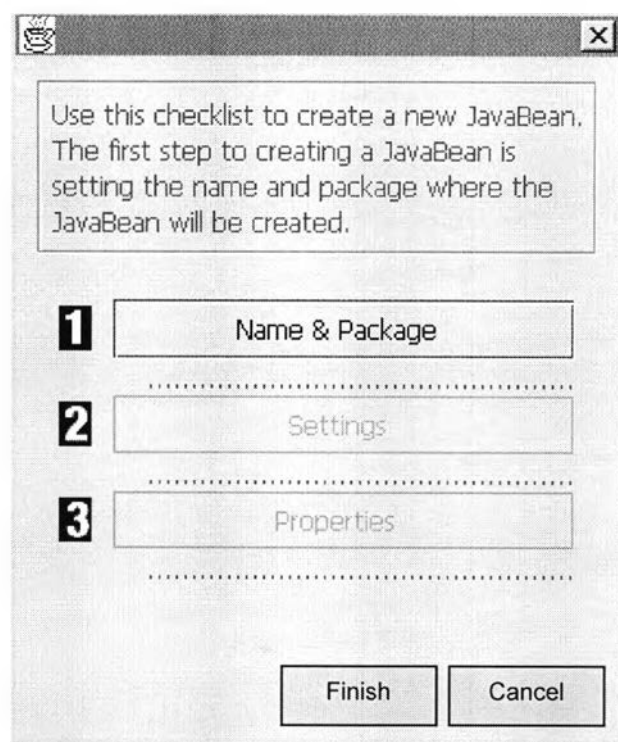 Use this checklist to create a new JavaBean.
The first step to creating a JavaBean is
setting the name and package where the
JavaBean will be created.
1 Name & Package
2 Settings
3 Properties
Finish Cancel